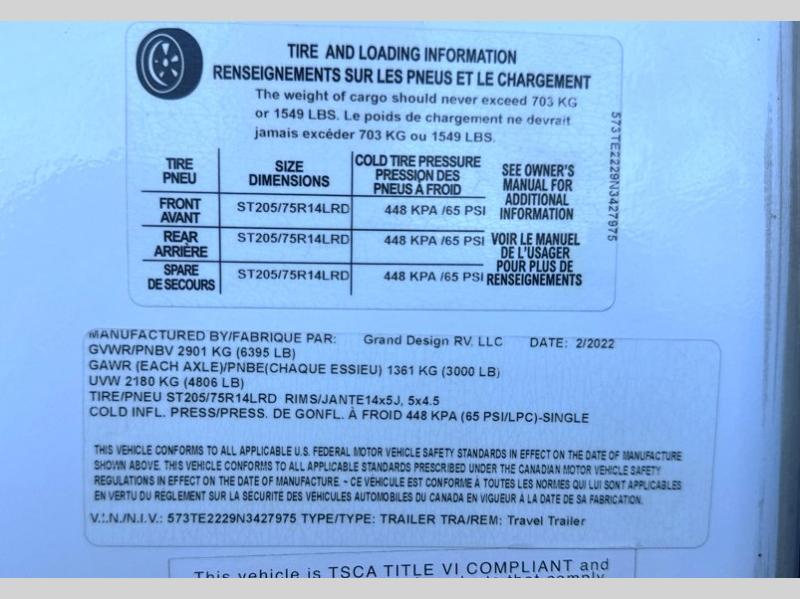 TIRE AND LOADING INFORMATION
RENSEIGNEMENTS SUR LES PNEUS ET LE CHARGEMENT
The weight of cargo should never exceed 703 KG
or 1549 LBS. Le poids de chargement ne devrait
jamais excéder 703 KG ou 1549 LBS.
TIRE
PNEU
SIZE
DIMENSIONS
COLD TIRE PRESSURE
PRESSION DES
PNEUS À FROID
SEE OWNER'S
MANUAL FOR
ADDITIONAL
INFORMATION
FRONT
AVANT
ST205/75R14LRD
448 KPA /65 PSI
REAR
ARRIÈRE
ST205/75R14LRD
448 KPA /65 PSI
VOIR LE MANUEL
DE L'USAGER
POUR PLUS DE
RENSEIGNEMENTS
SPARE
DE SECOURS
ST205/75R14LRD
448 KPA /65 PSI
573TE2229N3427975
MANUFACTURED BY/FABRIQUE PAR: Grand Design RV, LLC DATE: 2/2022
GVWR/PNBV 2901 KG (6395 LB)
GAWR (EACH AXLE)/PNBE(CHAQUE ESSIEU) 1361 KG (3000 LB)
UVW 2180 KG (4806 LB)
TIRE/PNEU ST205/75R14LRD RIMS/JANTE14x5J, 5x4.5
COLD INFL. PRESS/PRESS. DE GONFL. À FROID 448 KPA (65 PSI/LPC)-SINGLE
THIS VEHICLE CONFORMS TO ALL APPLICABLE U.S. FEDERAL MOTOR VEHICLE SAFETY STANDARDS IN EFFECT ON THE DATE OF MANUFACTURE
SHOWN ABOVE. THIS VEHICLE CONFORMS TO ALL APPLICABLE STANDARDS PRESCRIBED UNDER THE CANADIAN MOTOR VEHICLE SAFETY
REGULATIONS IN EFFECT ON THE DATE OF MANUFACTURE. - CE VÉHICULE EST CONFORME À TOUTES LES NORMES QUI LUI SONT APPLICABLES
EN VERTU DU RÈGLEMENT SUR LA SÉCURITÉ DES VÉHICULES AUTOMOBILES DU CANADA EN VIGUEUR À LA DATE DE SA FABRICATION.
V.I.N./N.I.V.: 573TE2229N3427975 TYPE/TYPE: TRAILER TRA/REM: Travel Trailer
This vehicle is TSCA TITLE VI COMPLIANT and
that comply